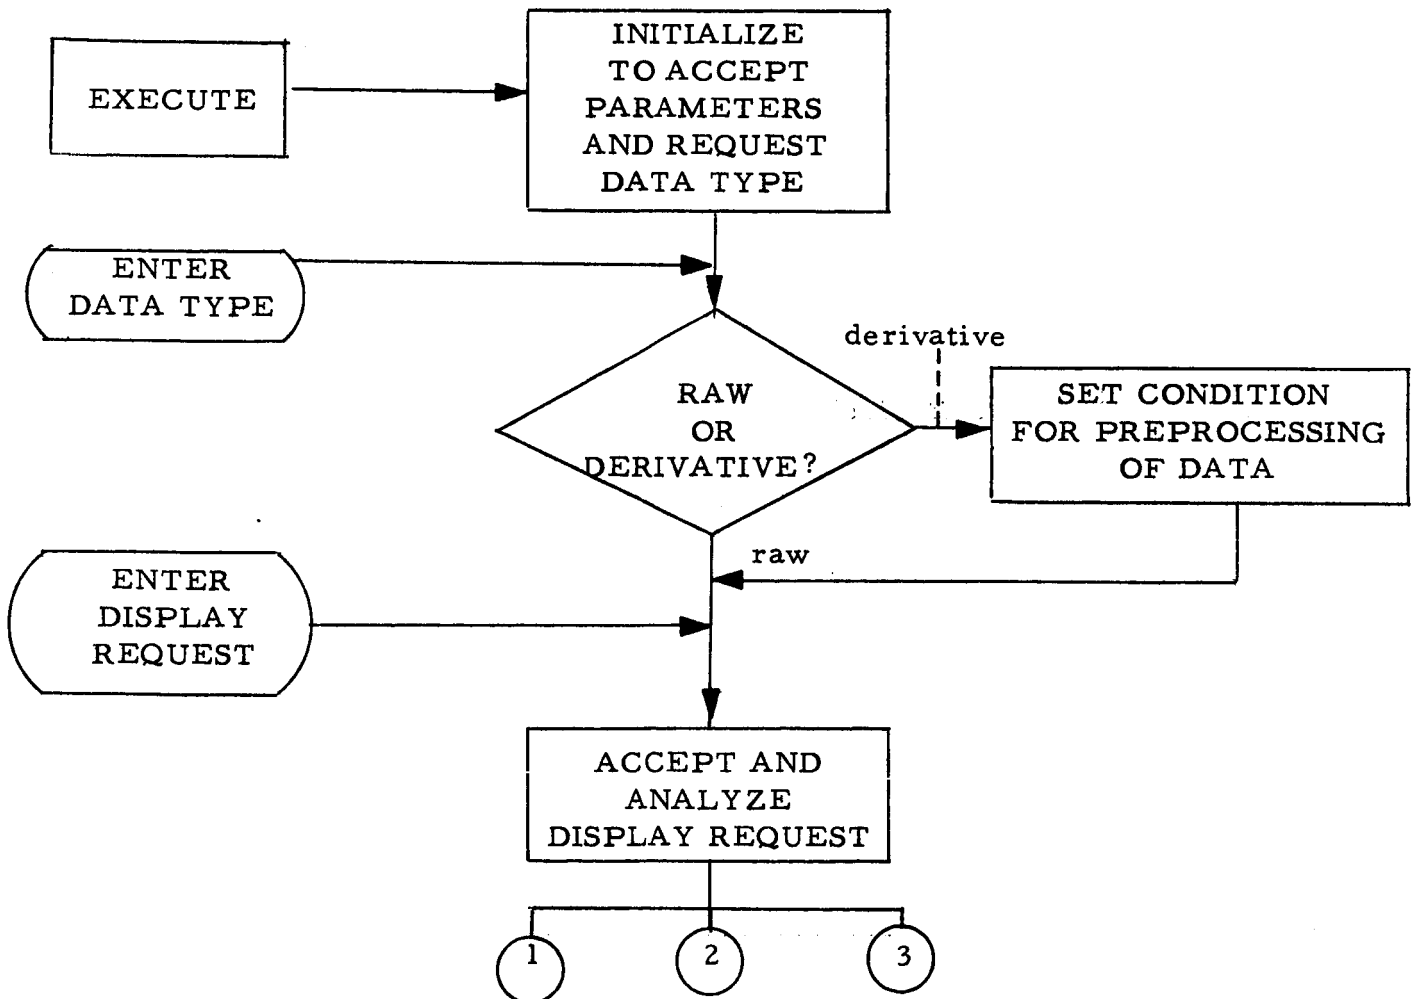 EXECUTE
INITIALIZE
TO ACCEPT
PARAMETERS
AND REQUEST
DATA TYPE
ENTER
DATA TYPE
RAW
OR
DERIVATIVE?
derivative
SET CONDITION
FOR PREPROCESSING
OF DATA
raw
ENTER
DISPLAY
REQUEST
ACCEPT AND
ANALYZE
DISPLAY REQUEST
1
2
3